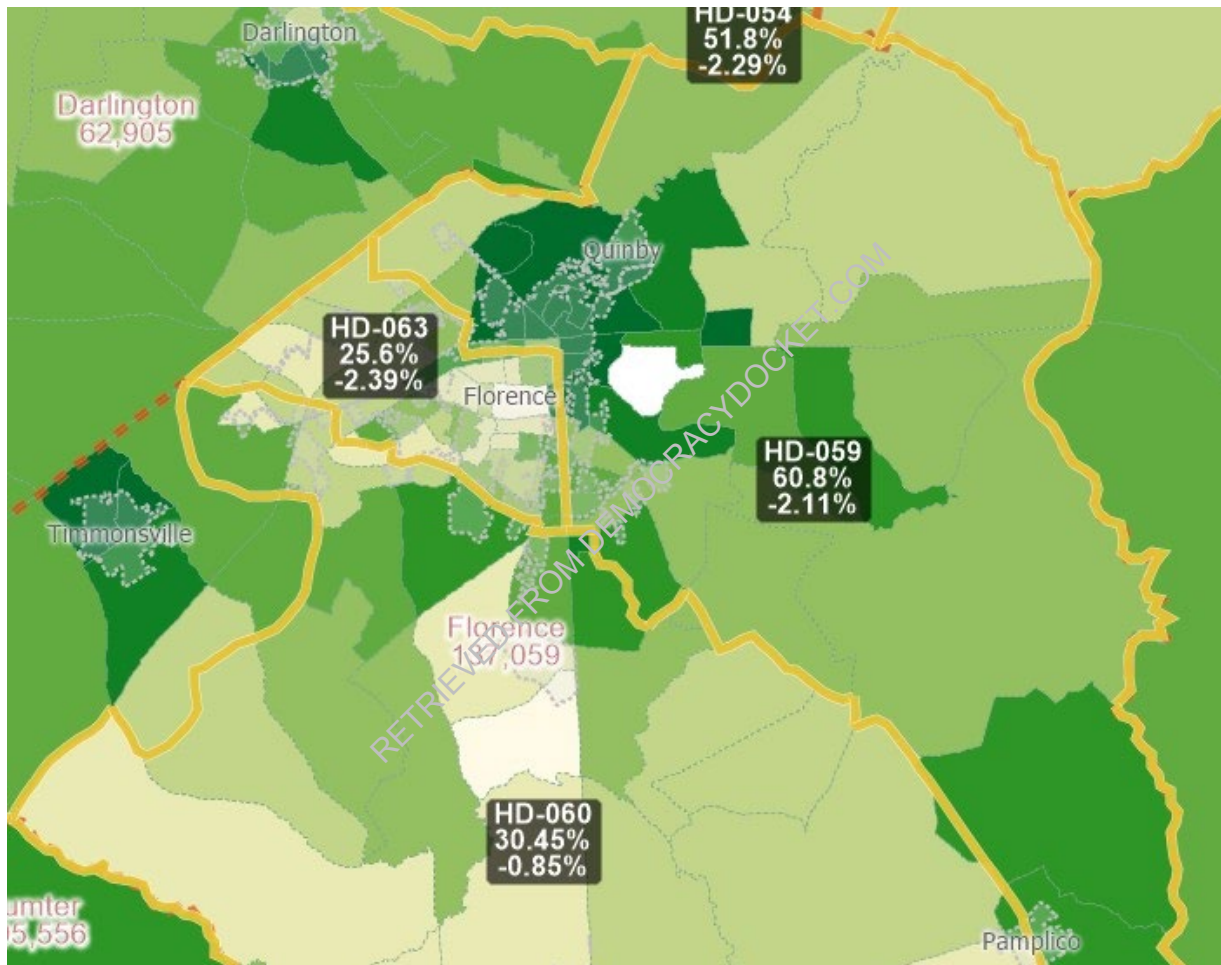 HD-054
51.8%
-2.29%
Darlington
Darlington
62,905
Quinby
HD-063
25.6%
-2.39%
Florence
HD-059
60.8%
-2.11%
Timmonsville
Florence
137,059
HD-060
30.45%
-0.85%
umter
5,556
Pamplico
RETRIEVED FROM DEMOCRACYDOCKET.COM